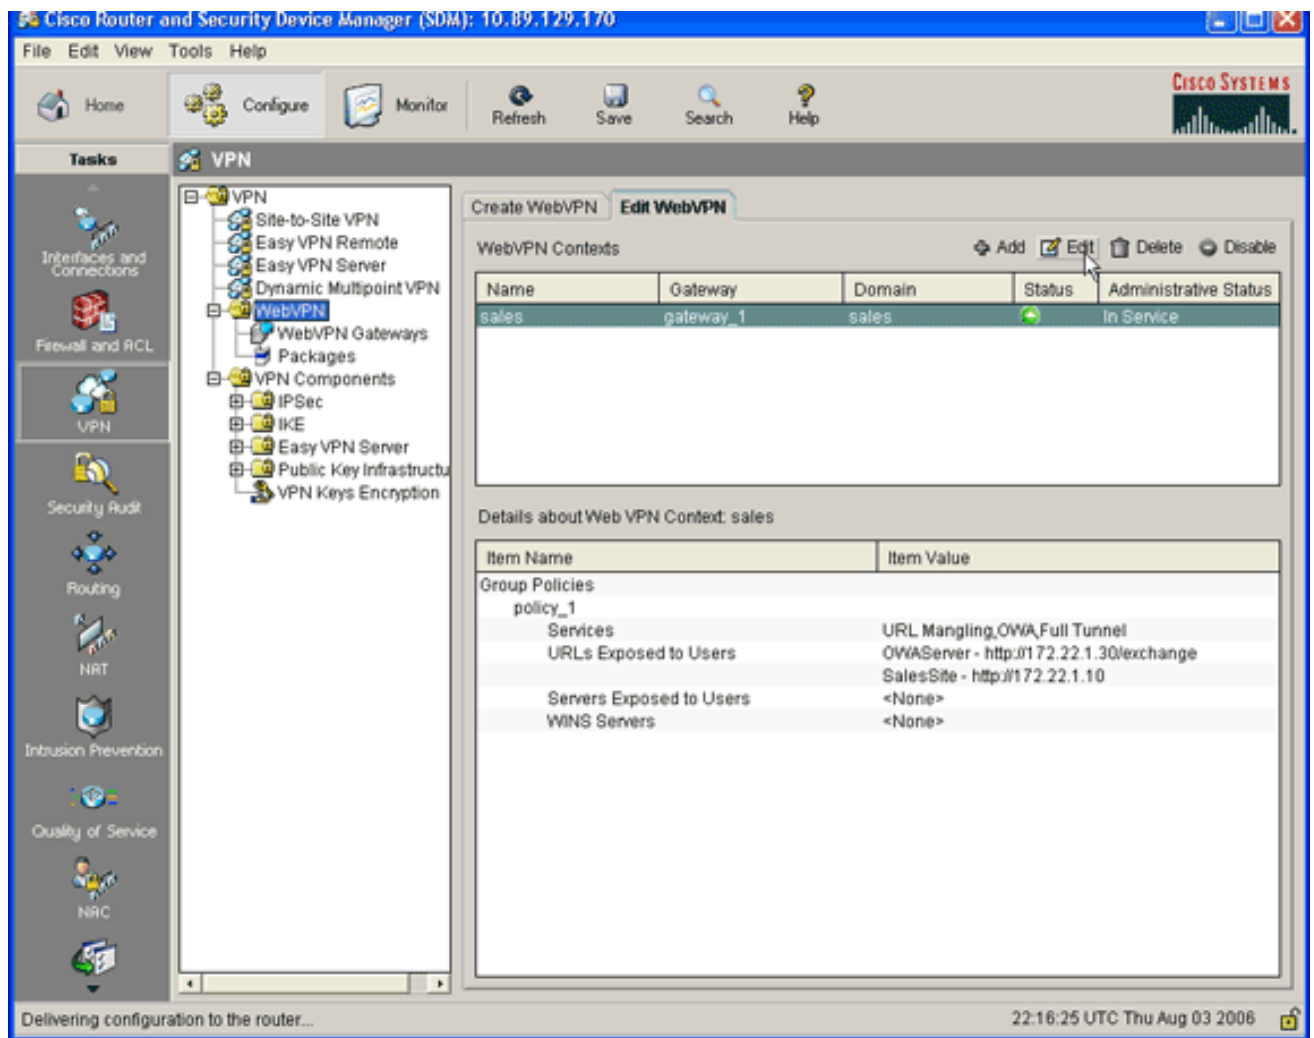 Cisco Router and Security Device Manager (SDM): 10.89.129.170
File Edit View Tools Help
Home Configure Monitor Refresh Save Search Help
CISCO SYSTEMS
Tasks
VPN
Interfaces and Connections
Firewall and ACL
VPN
Security Audit
Routing
NAT
Intrusion Prevention
Quality of Service
NAC
VPN
Site-to-Site VPN
Easy VPN Remote
Easy VPN Server
Dynamic Multipoint VPN
WebVPN
WebVPN Gateways
Packages
VPN Components
IPSec
IKE
Easy VPN Server
Public Key Infrastructu
VPN Keys Encryption
Create WebVPN Edit WebVPN
WebVPN Contexts Add Edit Delete Disable
Name Gateway Domain Status Administrative Status
sales gateway_1 sales In Service
Details about Web VPN Context: sales
Item Name Item Value
Group Policies
policy_1
Services URL Mangling,OWA,Full Tunnel
URLs Exposed to Users OWAServer - http://172.22.1.30/exchange
SalesSite - http://172.22.1.10
Servers Exposed to Users <None>
WINS Servers <None>
Delivering configuration to the router... 22:16:25 UTC Thu Aug 03 2006